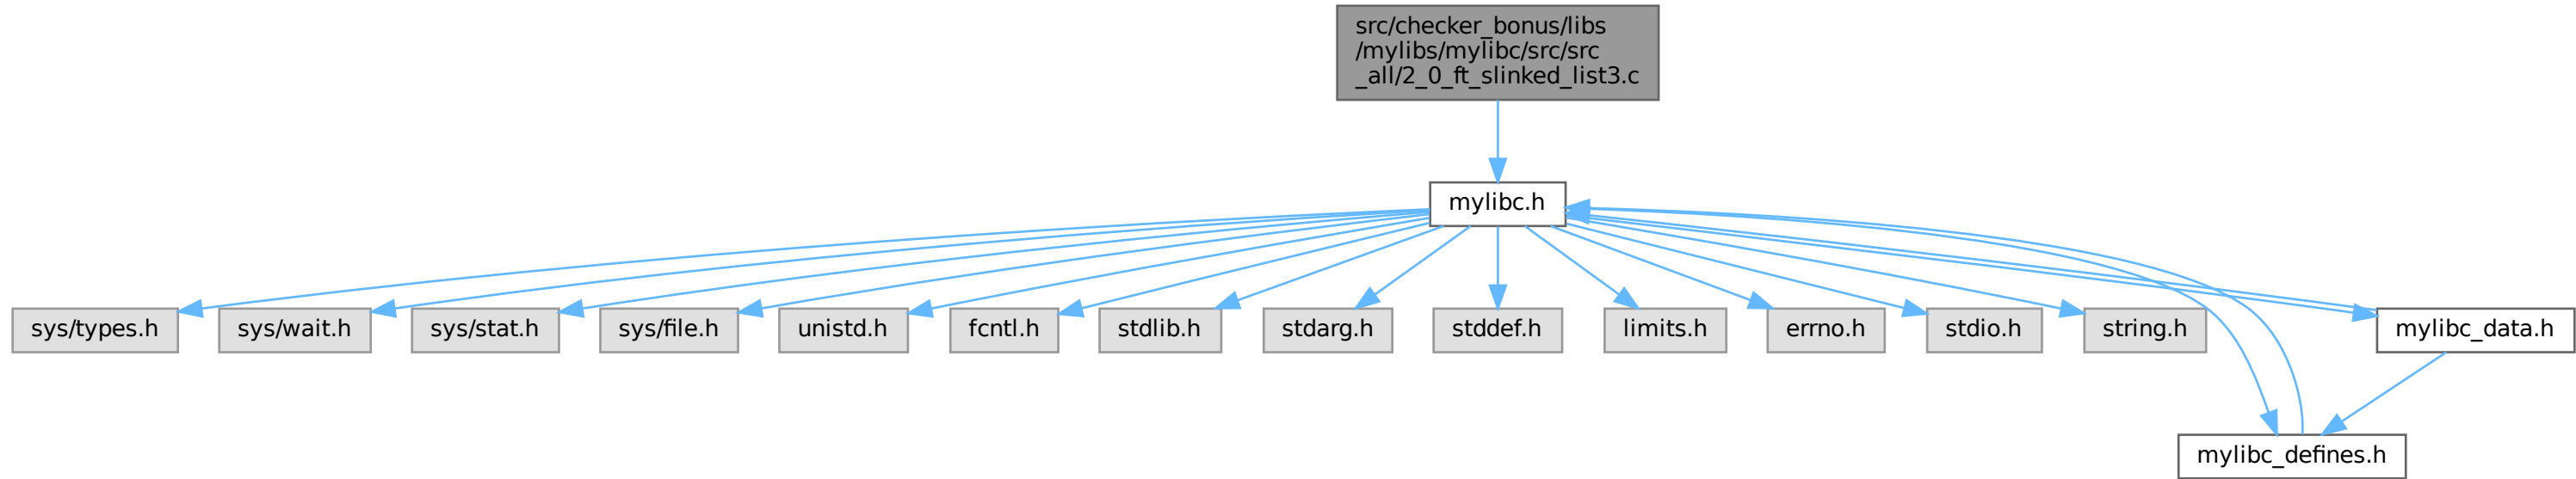 src/checker_bonus/libs
/mylibs/mylibc/src/src
_all/2_0_ft_slinked_list3.c
mylibc.h
sys/types.h
sys/wait.h
sys/stat.h
sys/file.h
unistd.h
fcntl.h
stdlib.h
stdarg.h
stddef.h
limits.h
errno.h
stdio.h
string.h
mylibc_data.h
mylibc_defines.h